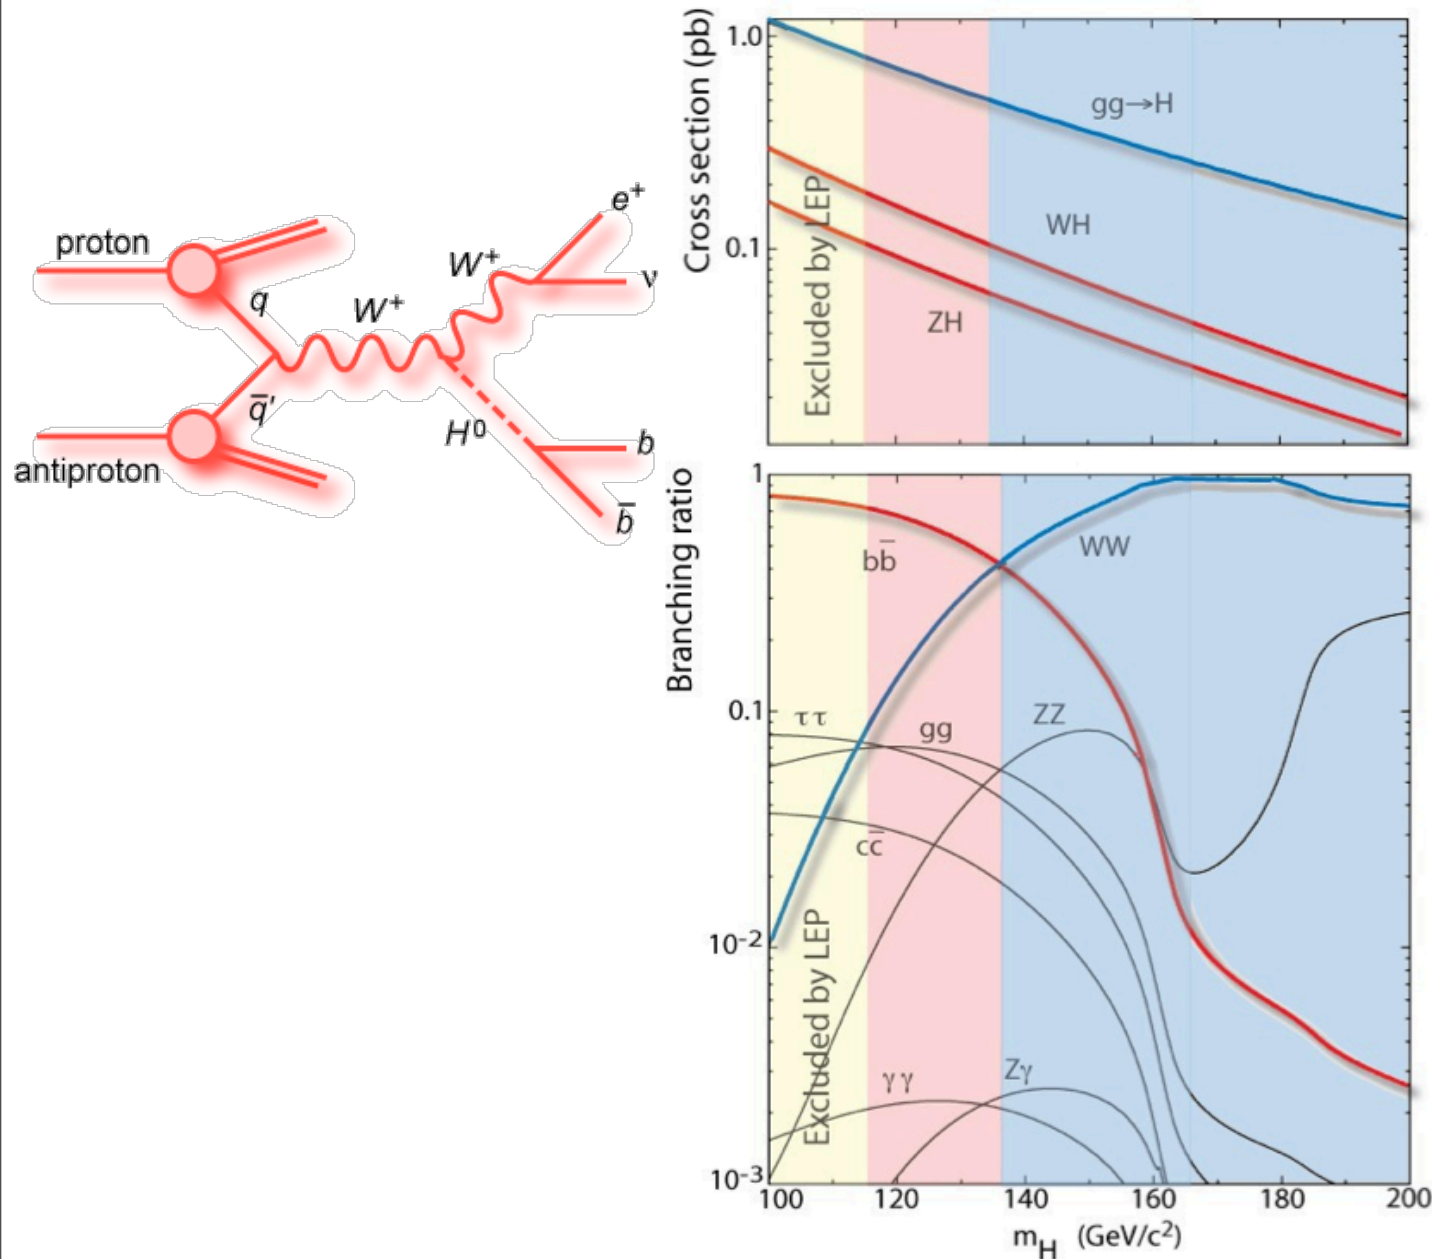 proton
antiproton
q
q̅′
W⁺
W⁺
H⁰
e⁺
ν
b
b̅
Cross section (pb)
1.0
0.1
Excluded by LEP
gg→H
WH
ZH
Branching ratio
1
0.1
10⁻²
10⁻³
bb̅
WW
ττ
gg
ZZ
cc̅
Excluded by LEP
γγ
Zγ
100 120 140 160 180 200
m_H (GeV/c²)